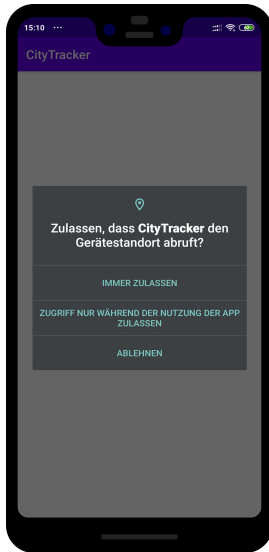 15:10 ...
CityTracker
Zulassen, dass CityTracker den
Gerätestandort abruft?
IMMER ZULASSEN
ZUGRIFF NUR WÄHREND DER NUTZUNG DER APP
ZULASSEN
ABLEHNEN